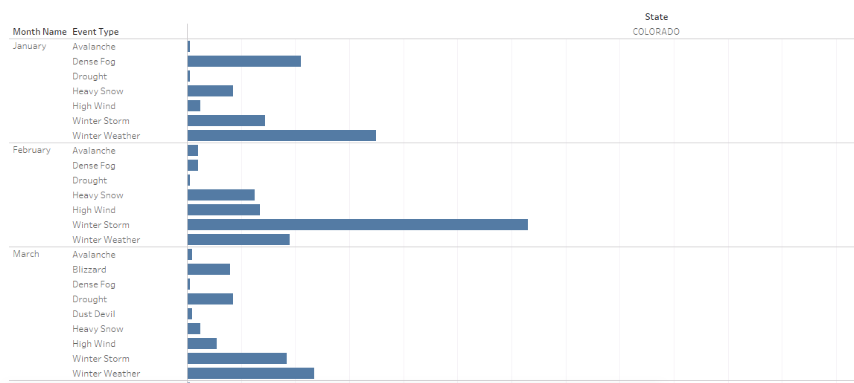 State
Month Name Event Type COLORADO
January Avalanche
Dense Fog
Drought
Heavy Snow
High Wind
Winter Storm
Winter Weather
February Avalanche
Dense Fog
Drought
Heavy Snow
High Wind
Winter Storm
Winter Weather
March Avalanche
Blizzard
Dense Fog
Drought
Dust Devil
Heavy Snow
High Wind
Winter Storm
Winter Weather